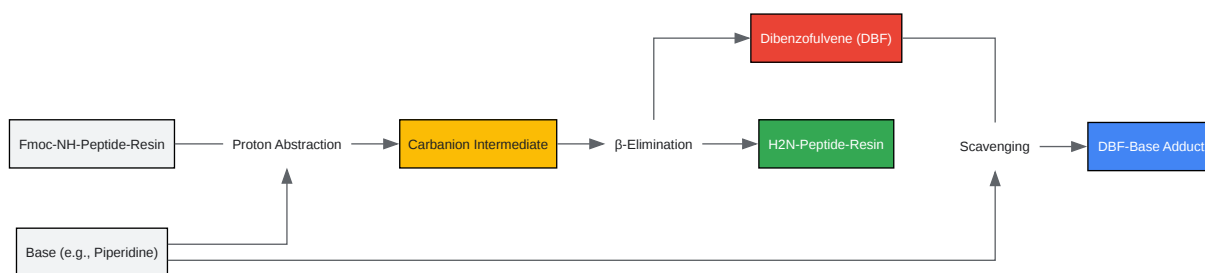 Dibenzofulvene (DBF)
Fmoc-NH-Peptide-Resin
Proton Abstraction
Carbanion Intermediate
β-Elimination
H2N-Peptide-Resin
Scavenging
DBF-Base Adduct
Base (e.g., Piperidine)